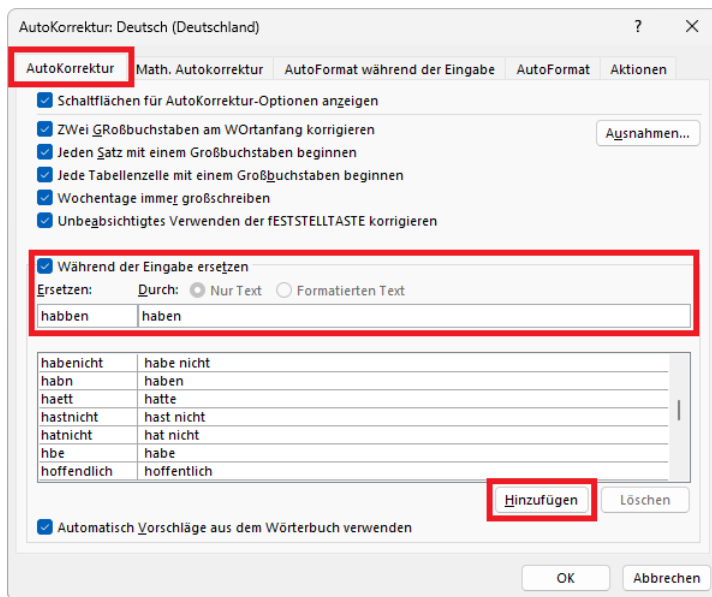 AutoKorrektur: Deutsch (Deutschland) ? ×
AutoKorrektur Math. Autokorrektur AutoFormat während der Eingabe AutoFormat Aktionen
Schaltflächen für AutoKorrektur-Optionen anzeigen
ZWei GRoßbuchstaben am WOrtanfang korrigieren
Ausnahmen...
Jeden Satz mit einem Großbuchstaben beginnen
Jede Tabellenzelle mit einem Großbuchstaben beginnen
Wochentage immer großschreiben
Unbeabsichtigtes Verwenden der fESTSTELLTASTE korrigieren
Während der Eingabe ersetzen
Ersetzen: Durch: Nur Text Formatierten Text
habben haben
habenicht habe nicht
habn haben
haett hatte
hastnicht hast nicht
hatnicht hat nicht
hbe habe
hoffendlich hoffentlich
Hinzufügen Löschen
Automatisch Vorschläge aus dem Wörterbuch verwenden
OK Abbrechen